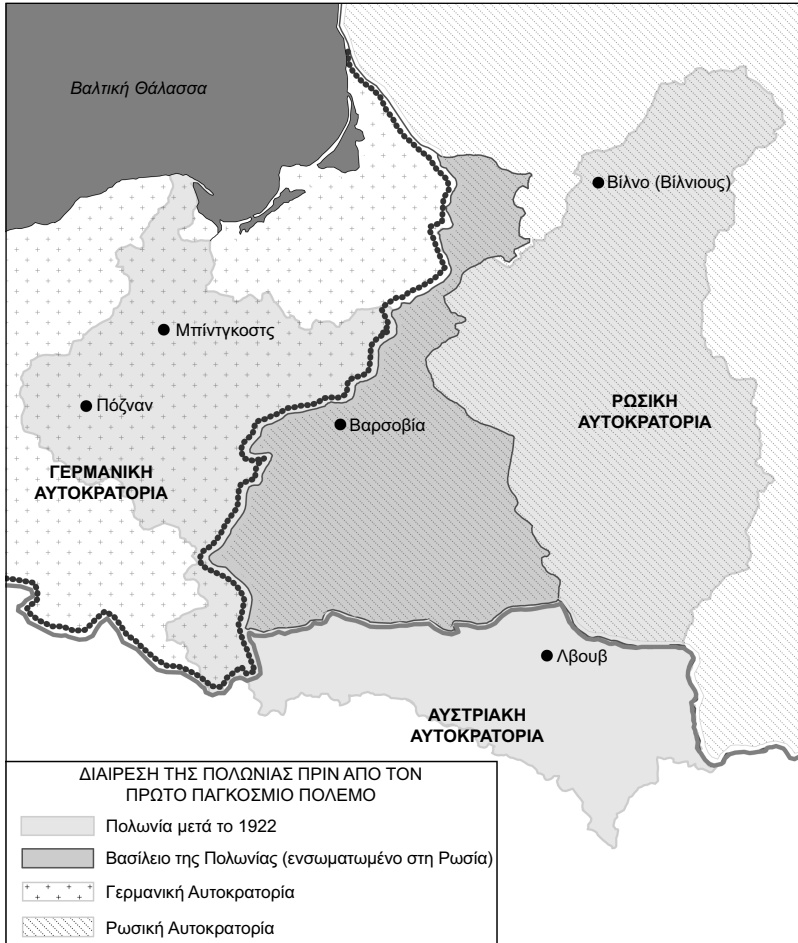 Βαλτική Θάλασσα
Βίλνο (Βίλνιους)
Μπίντγκοστς
Πόζναν
Βαρσοβία
ΡΩΣΙΚΗ
ΑΥΤΟΚΡΑΤΟΡΙΑ
ΓΕΡΜΑΝΙΚΗ
ΑΥΤΟΚΡΑΤΟΡΙΑ
Λβουβ
ΑΥΣΤΡΙΑΚΗ
ΑΥΤΟΚΡΑΤΟΡΙΑ
ΔΙΑΙΡΕΣΗ ΤΗΣ ΠΟΛΩΝΙΑΣ ΠΡΙΝ ΑΠΟ ΤΟΝ
ΠΡΩΤΟ ΠΑΓΚΟΣΜΙΟ ΠΟΛΕΜΟ
Πολωνία μετά το 1922
Βασίλειο της Πολωνίας (ενσωματωμένο στη Ρωσία)
Γερμανική Αυτοκρατορία
Ρωσική Αυτοκρατορία